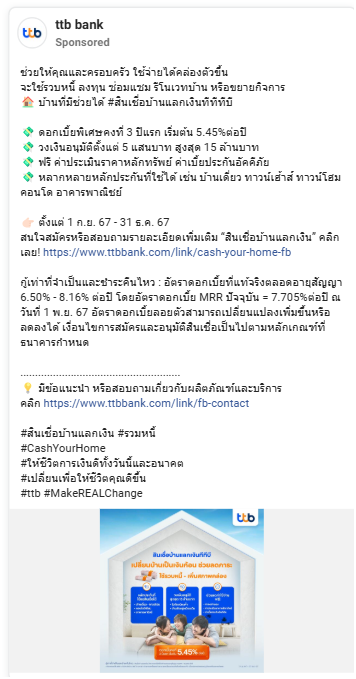 ttb bank
Sponsored
ttb
ช่วยให้คุณและครอบครัว ใช้จ่ายได้คล่องตัวขึ้น
จะใช้รวบหนี้ ลงทุน ซ่อมแซม รีโนเวทบ้าน หรือขยายกิจการ
🏠 บ้านที่มีช่วยได้ #สินเชื่อบ้านแลกเงินทีทีบี
💸 ดอกเบี้ยพิเศษคงที่ 3 ปีแรก เริ่มต้น 5.45%ต่อปี
💸 วงเงินอนุมัติตั้งแต่ 5 แสนบาท สูงสุด 15 ล้านบาท
💸 ฟรี ค่าประเมินราคาหลักทรัพย์ ค่าเบี้ยประกันอัคคีภัย
💸 หลากหลายหลักประกันที่ใช้ได้ เช่น บ้านเดี่ยว ทาวน์เฮ้าส์ ทาวน์โฮม
คอนโด อาคารพาณิชย์
👉🏻 ตั้งแต่ 1 ก.ย. 67 - 31 ธ.ค. 67
สนใจสมัครหรือสอบถามรายละเอียดเพิ่มเติม “สินเชื่อบ้านแลกเงิน” คลิก
เลย! https://www.ttbbank.com/link/cash-your-home-fb
กู้เท่าที่จำเป็นและชำระคืนไหว : อัตราดอกเบี้ยที่แท้จริงตลอดอายุสัญญา
6.50% - 8.16% ต่อปี โดยอัตราดอกเบี้ย MRR ปัจจุบัน = 7.705%ต่อปี ณ
วันที่ 1 พ.ย. 67 อัตราดอกเบี้ยลอยตัวสามารถเปลี่ยนแปลงเพิ่มขึ้นหรือ
ลดลงได้ เงื่อนไขการสมัครและอนุมัติสินเชื่อเป็นไปตามหลักเกณฑ์ที่
ธนาคารกำหนด
.....................................................
💡 มีข้อแนะนำ หรือสอบถามเกี่ยวกับผลิตภัณฑ์และบริการ
คลิก https://www.ttbbank.com/link/fb-contact
#สินเชื่อบ้านแลกเงิน #รวมหนี้
#CashYourHome
#ให้ชีวิตการเงินดีทั้งวันนี้และอนาคต
#เปลี่ยนเพื่อให้ชีวิตคุณดีขึ้น
#ttb #MakeREALChange
ttb
สินเชื่อบ้านแลกเงินทีทีบี
เปลี่ยนบ้านเป็นเงินก้อน ช่วยลดภาระ
ใช้รวบหนี้ - เพิ่มสภาพคล่อง
5.45%